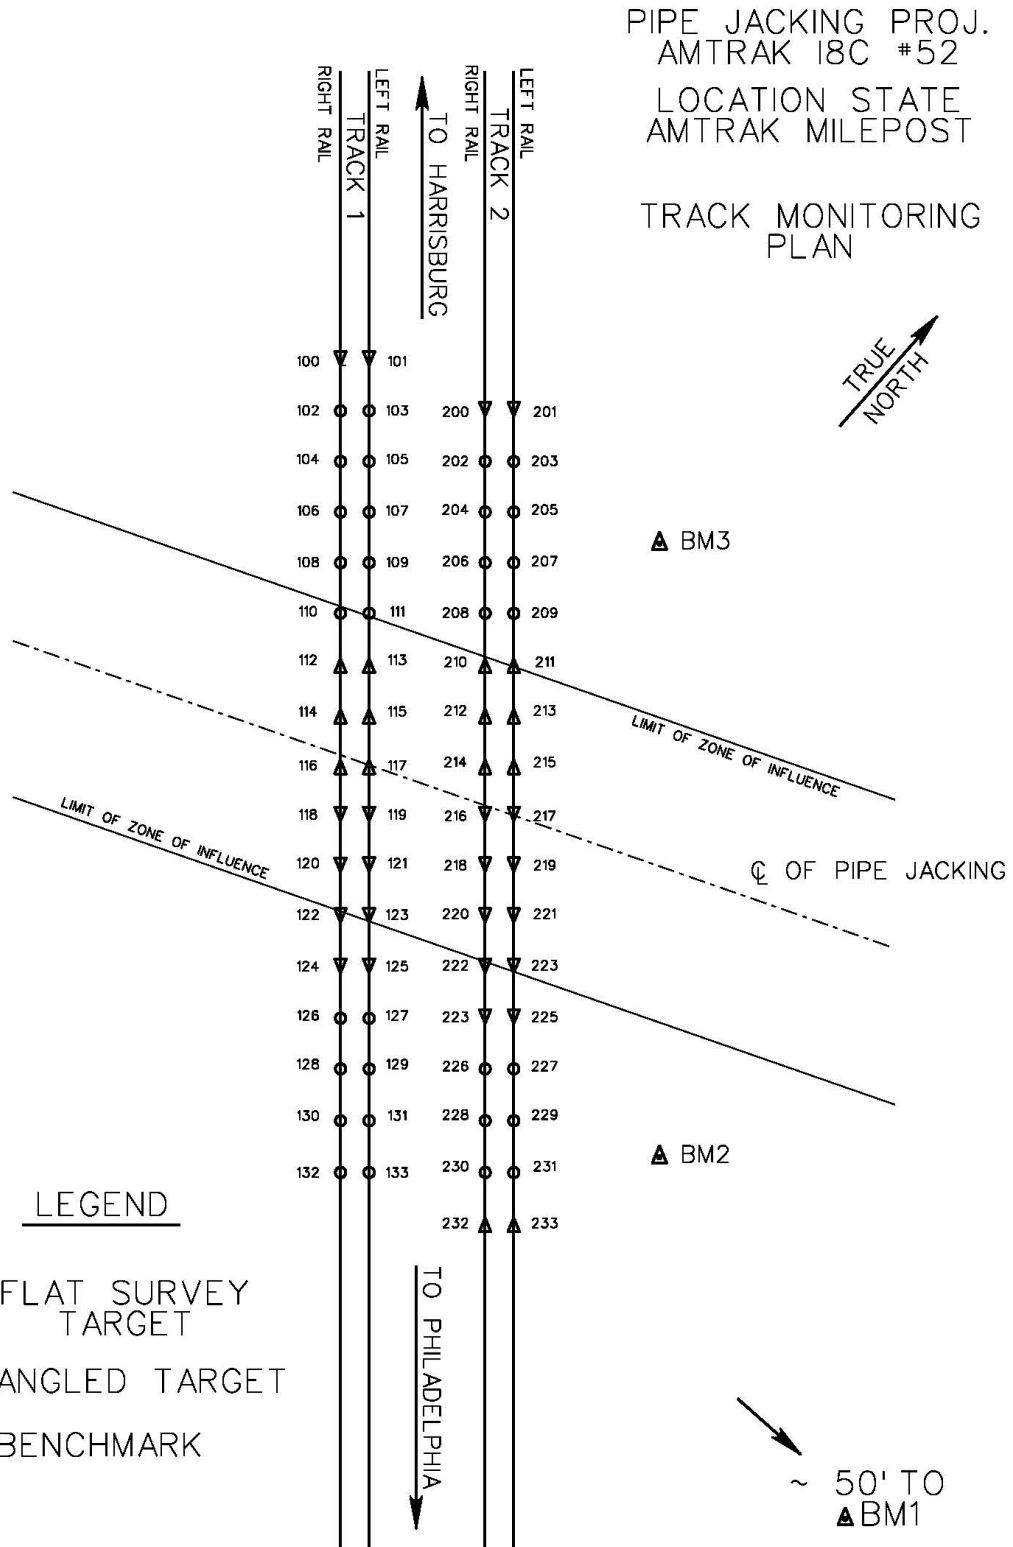 PIPE JACKING PROJ.
AMTRAK I8C #52
LOCATION STATE
AMTRAK MILEPOST
TRACK MONITORING
PLAN
RIGHT RAIL
TRACK 1
LEFT RAIL
TO HARRISBURG
RIGHT RAIL
TRACK 2
LEFT RAIL
TRUE
NORTH
100 101
102 103 200 201
104 105 202 203
106 107 204 205
BM3
108 109 206 207
110 111 208 209
112 113 210 211
114 115 212 213
LIMIT OF ZONE OF INFLUENCE
116 117 214 215
118 119 216 217
LIMIT OF ZONE OF INFLUENCE
120 121 218 219
℄ OF PIPE JACKING
122 123 220 221
124 125 222 223
126 127 223 225
128 129 226 227
130 131 228 229
BM2
132 133 230 231
232 233
LEGEND
FLAT SURVEY
TARGET
ANGLED TARGET
BENCHMARK
TO PHILADELPHIA
~ 50' TO
BM1